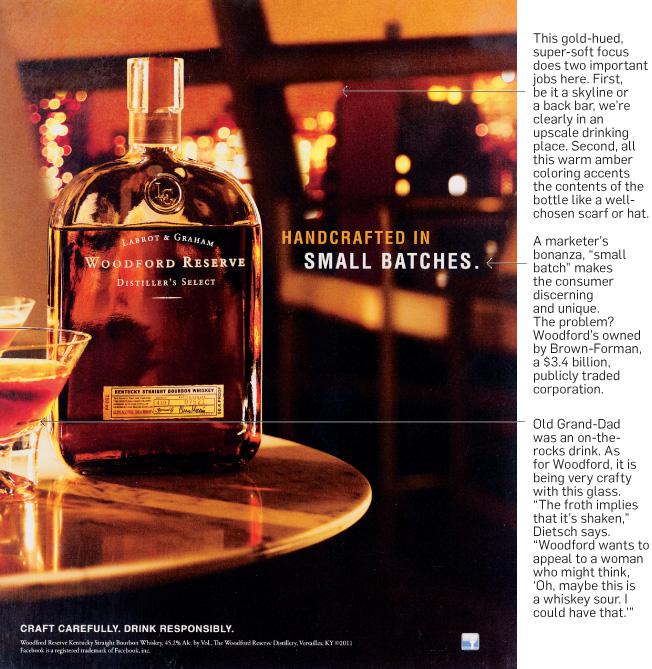 This gold-hued,
super-soft focus
does two important
jobs here. First,
be it a skyline or
a back bar, we're
clearly in an
upscale drinking
place. Second, all
this warm amber
coloring accents
the contents of the
bottle like a well-
chosen scarf or hat.
A marketer's
bonanza, "small
batch" makes
the consumer
discerning
and unique.
The problem?
Woodford's owned
by Brown-Forman,
a $3.4 billion,
publicly traded
corporation.
Old Grand-Dad
was an on-the-
rocks drink. As
for Woodford, it is
being very crafty
with this glass.
"The froth implies
that it's shaken,"
Dietsch says.
"Woodford wants to
appeal to a woman
who might think,
'Oh, maybe this is
a whiskey sour. I
could have that.'"
HANDCRAFTED IN
SMALL BATCHES.
LABROT & GRAHAM
WOODFORD RESERVE
DISTILLER'S SELECT
KENTUCKY STRAIGHT BOURBON WHISKEY
CRAFT CAREFULLY. DRINK RESPONSIBLY.
Woodford Reserve Kentucky Straight Bourbon Whiskey, 45.2% Alc. by Vol., The Woodford Reserve Distillery, Versailles, KY ©2011
Facebook is a registered trademark of Facebook, inc.